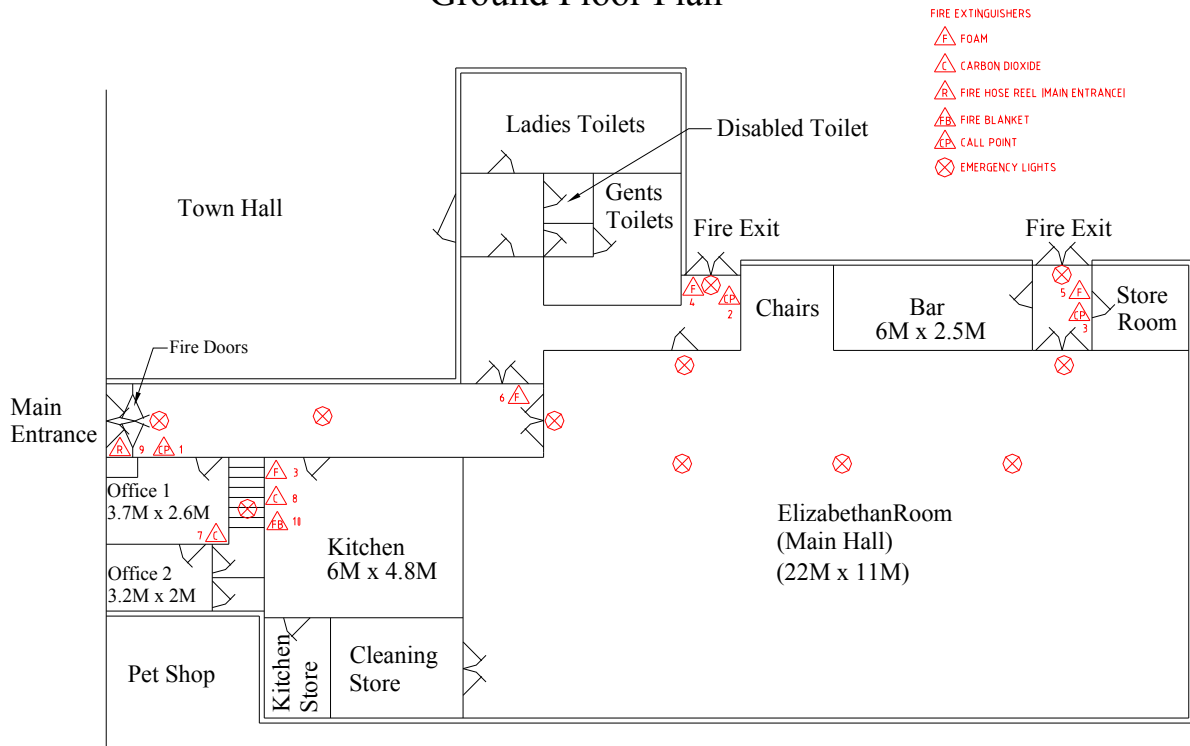 Ground Floor Plan
FIRE EXTINGUISHERS
F FOAM
C CARBON DIOXIDE
R FIRE HOSE REEL (MAIN ENTRANCE)
FB FIRE BLANKET
CP CALL POINT
EMERGENCY LIGHTS
Ladies Toilets
Disabled Toilet
Town Hall
Gents
Toilets
Fire Exit
Fire Exit
F
4
CP
2
Chairs
Bar
6M x 2.5M
5 F
CP
3
Store
Room
Fire Doors
Main
Entrance
6 F
R 9
CP 1
Office 1
3.7M x 2.6M
7 C
F 3
C 8
FB 10
Kitchen
6M x 4.8M
ElizabethanRoom
(Main Hall)
(22M x 11M)
Office 2
3.2M x 2M
Pet Shop
Kitchen
Store
Cleaning
Store